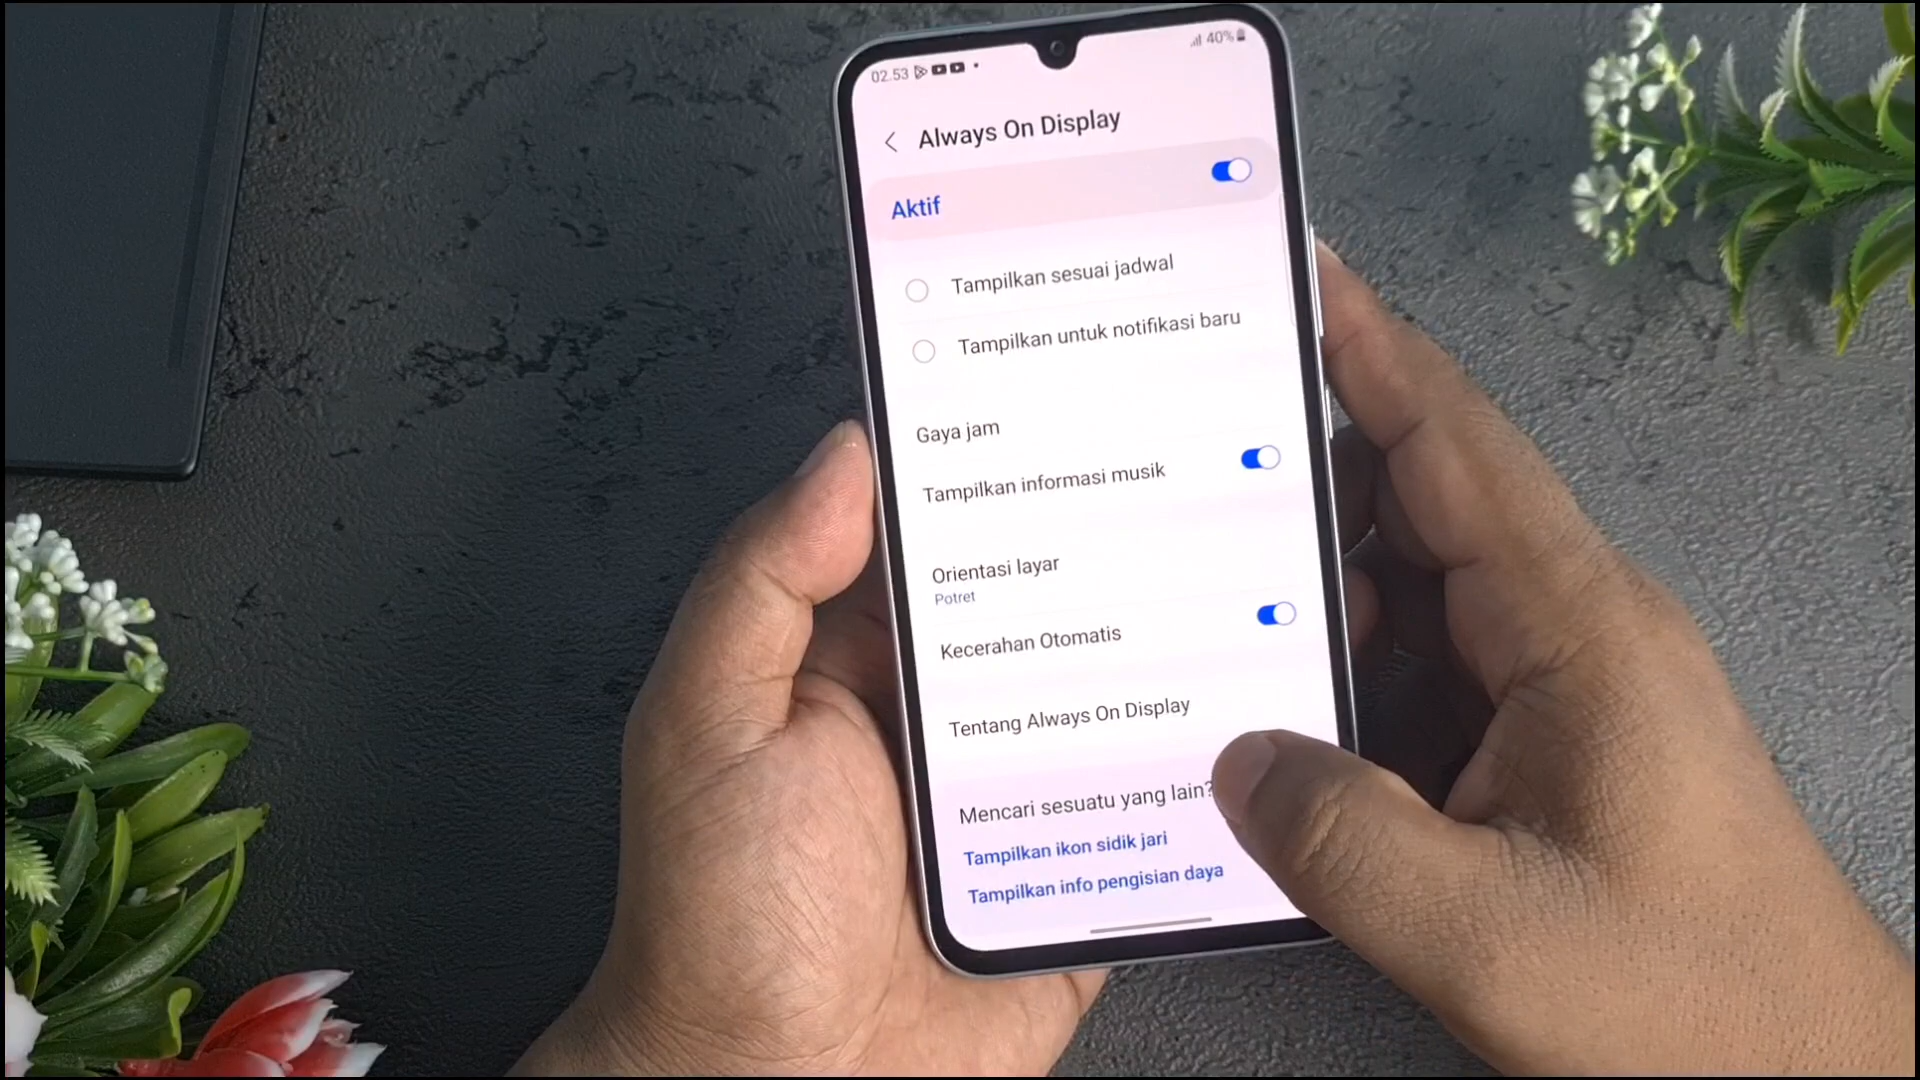 02.53
40%
Always On Display
Aktif
Tampilkan sesuai jadwal
Tampilkan untuk notifikasi baru
Gaya jam
Tampilkan informasi musik
Orientasi layar
Potret
Kecerahan Otomatis
Tentang Always On Display
Mencari sesuatu yang lain?
Tampilkan ikon sidik jari
Tampilkan info pengisian daya